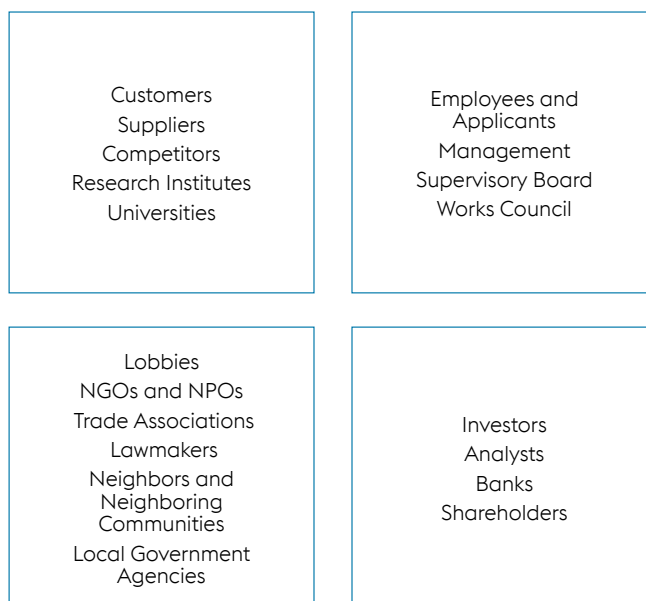 Customers
Suppliers
Competitors
Research Institutes
Universities
Employees and
Applicants
Management
Supervisory Board
Works Council
Lobbies
NGOs and NPOs
Trade Associations
Lawmakers
Neighbors and
Neighboring
Communities
Local Government
Agencies
Investors
Analysts
Banks
Shareholders